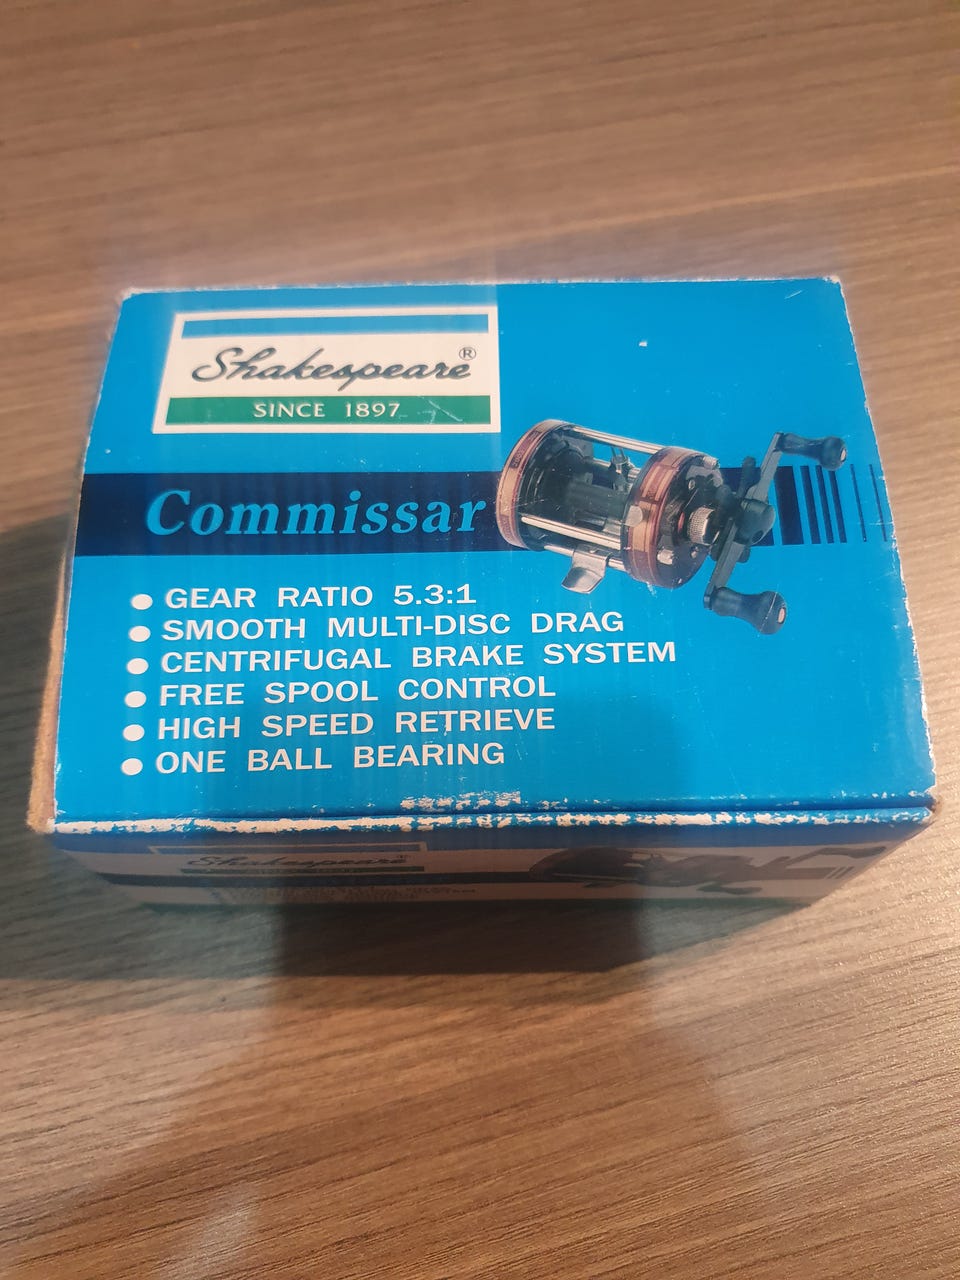 Shakespeare®
SINCE 1897
Commissar
● GEAR RATIO 5.3:1
● SMOOTH MULTI-DISC DRAG
● CENTRIFUGAL BRAKE SYSTEM
● FREE SPOOL CONTROL
● HIGH SPEED RETRIEVE
● ONE BALL BEARING
Shakespeare®